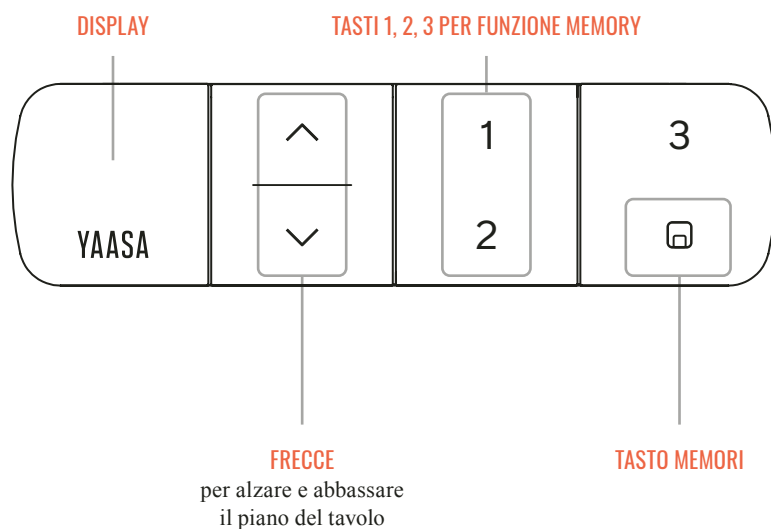 DISPLAY
TASTI 1, 2, 3 PER FUNZIONE MEMORY
1
3
YAASA
2
FRECCE
per alzare e abbassare
il piano del tavolo
TASTO MEMORI